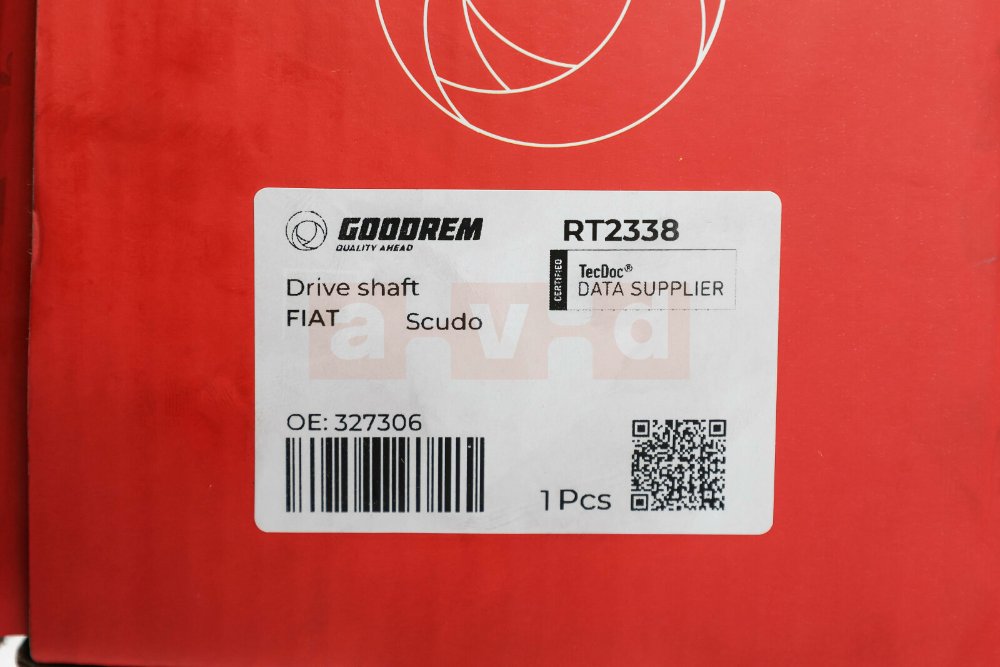 GOODREM
QUALITY AHEAD
RT2338
CERTIFIED
TecDoc®
DATA SUPPLIER
Drive shaft
FIAT Scudo
a.v.d
OE: 327306
1 Pcs